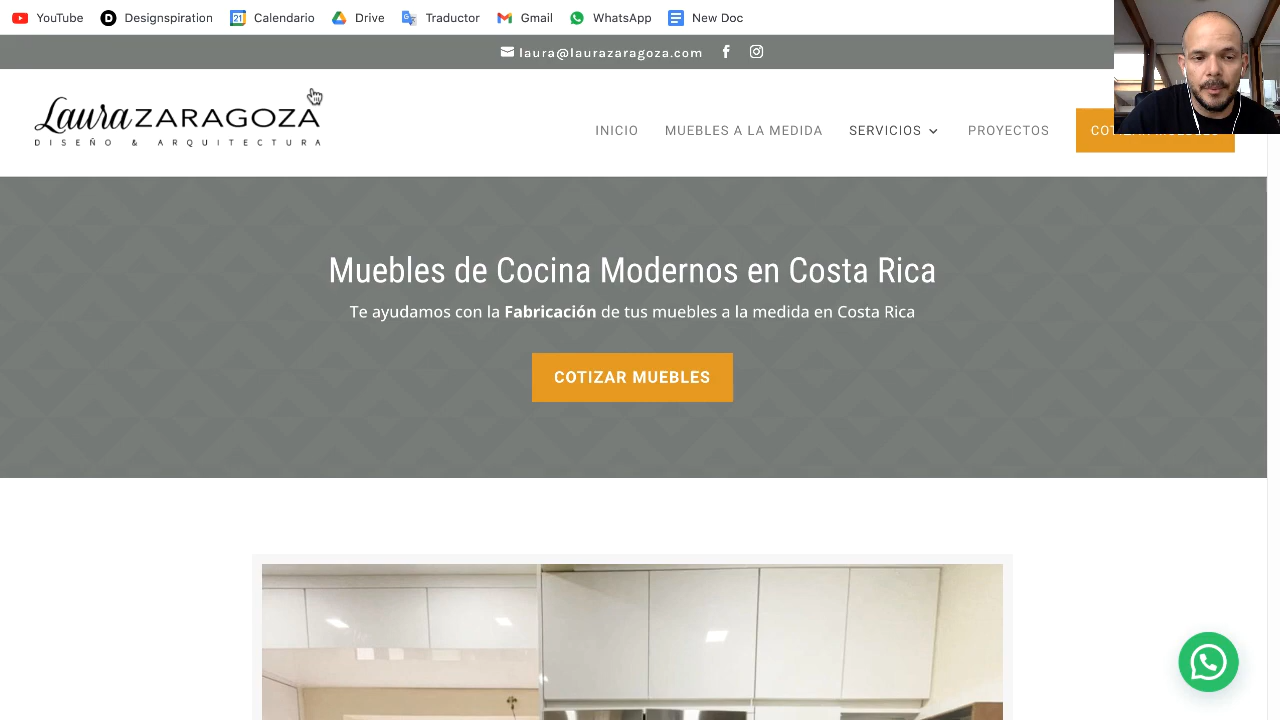 YouTube Designspiration Calendario Drive Traductor Gmail WhatsApp New Doc
laura@laurazaragoza.com
Laura ZARAGOZA
DISEÑO & ARQUITECTURA
INICIO MUEBLES A LA MEDIDA SERVICIOS PROYECTOS
Muebles de Cocina Modernos en Costa Rica
Te ayudamos con la Fabricación de tus muebles a la medida en Costa Rica
COTIZAR MUEBLES